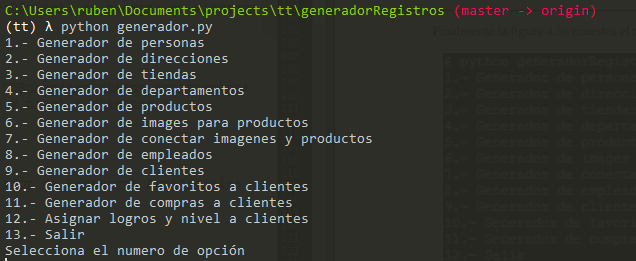 C:\Users\ruben\Documents\projects\tt\generadorRegistros (master -> origin)
(tt) λ python generador.py
1.- Generador de personas
2.- Generador de direcciones
3.- Generador de tiendas
4.- Generador de departamentos
5.- Generador de productos
6.- Generador de images para productos
7.- Generador de conectar imagenes y productos
8.- Generador de empleados
9.- Generador de clientes
10.- Generador de favoritos a clientes
11.- Generador de compras a clientes
12.- Asignar logros y nivel a clientes
13.- Salir
Selecciona el numero de opción